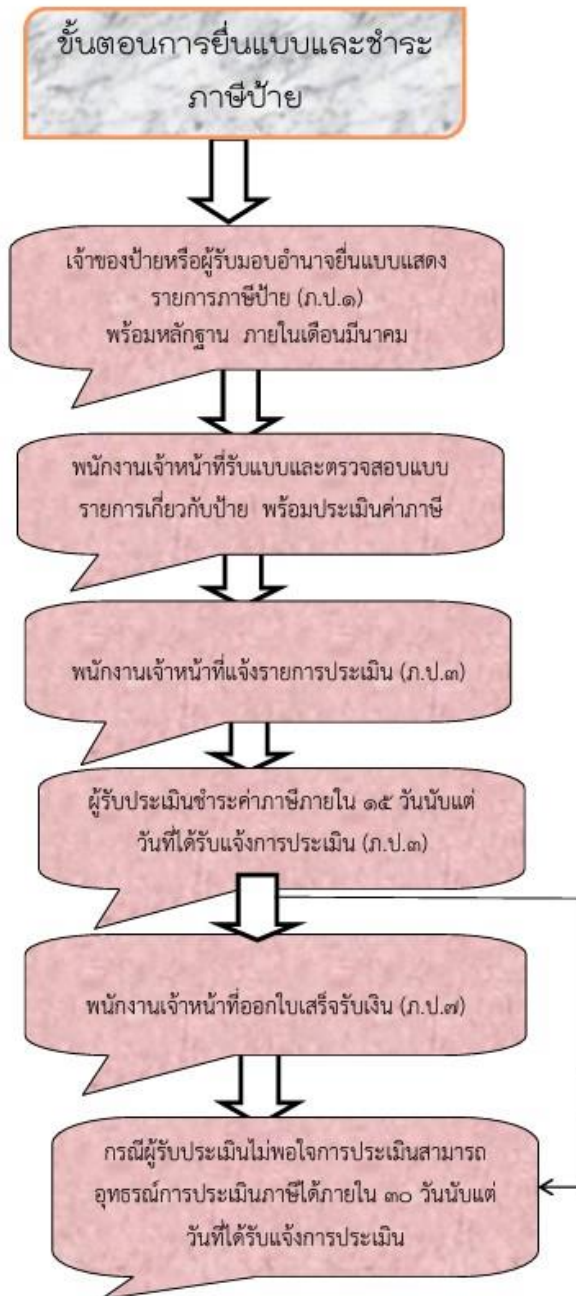 ขั้นตอนการยื่นแบบและชำระ
ภาษีป้าย
เจ้าของป้ายหรือผู้รับมอบอำนาจยื่นแบบแสดง
รายการภาษีป้าย (ภ.ป.๑)
พร้อมหลักฐาน ภายในเดือนมีนาคม
พนักงานเจ้าหน้าที่รับแบบและตรวจสอบแบบ
รายการเกี่ยวกับป้าย พร้อมประเมินค่าภาษี
พนักงานเจ้าหน้าที่แจ้งรายการประเมิน (ภ.ป.๓)
ผู้รับประเมินชำระค่าภาษีภายใน ๑๕ วันนับแต่
วันที่ได้รับแจ้งการประเมิน (ภ.ป.๓)
พนักงานเจ้าหน้าที่ออกใบเสร็จรับเงิน (ภ.ป.๗)
กรณีผู้รับประเมินไม่พอใจการประเมินสามารถ
อุทธรณ์การประเมินภาษีได้ภายใน ๓๐ วันนับแต่
วันที่ได้รับแจ้งการประเมิน